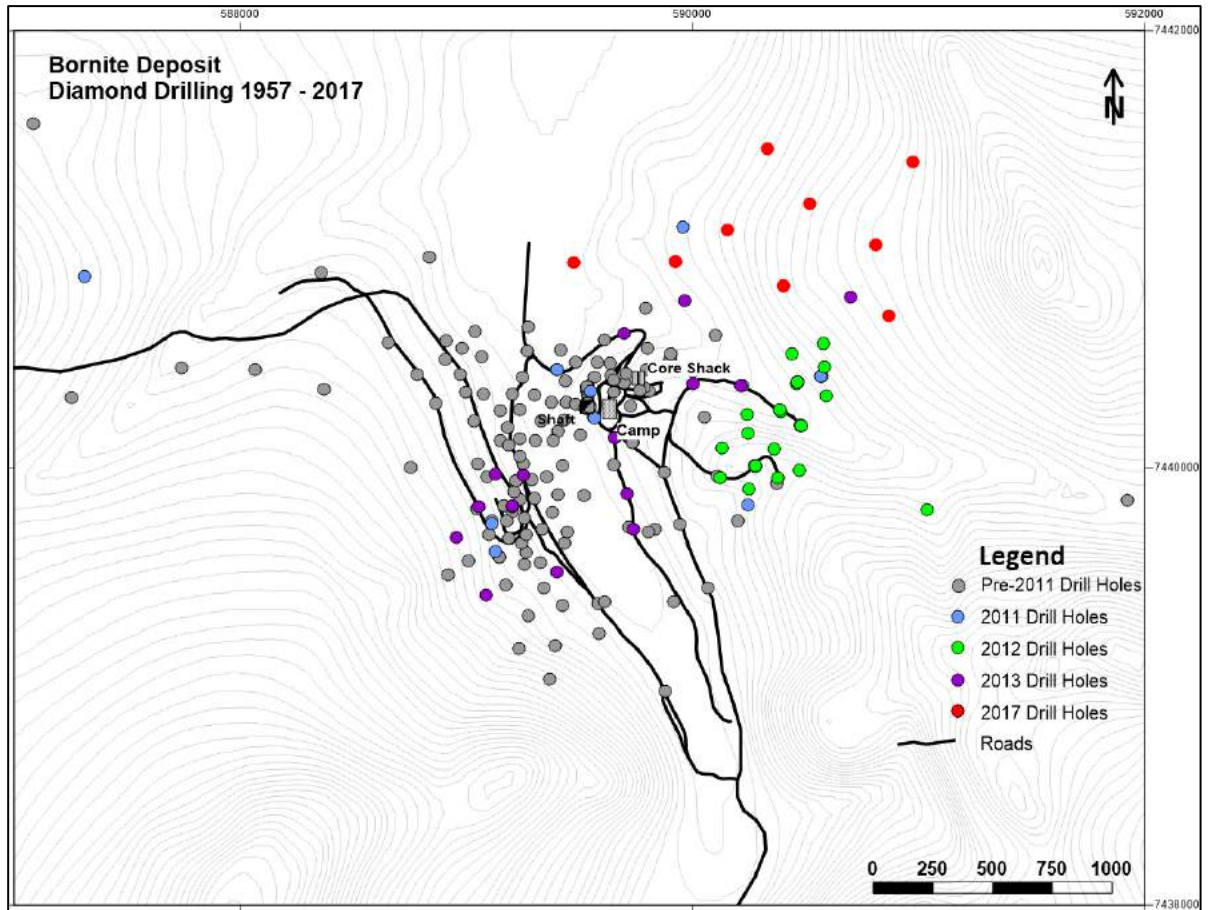 588000
590000
592000
7442000
Bornite Deposit
Diamond Drilling 1957 - 2017
N
Core Shack
Shaft
Camp
7440000
Legend
Pre-2011 Drill Holes
2011 Drill Holes
2012 Drill Holes
2013 Drill Holes
2017 Drill Holes
Roads
0 250 500 750 1000
7438000